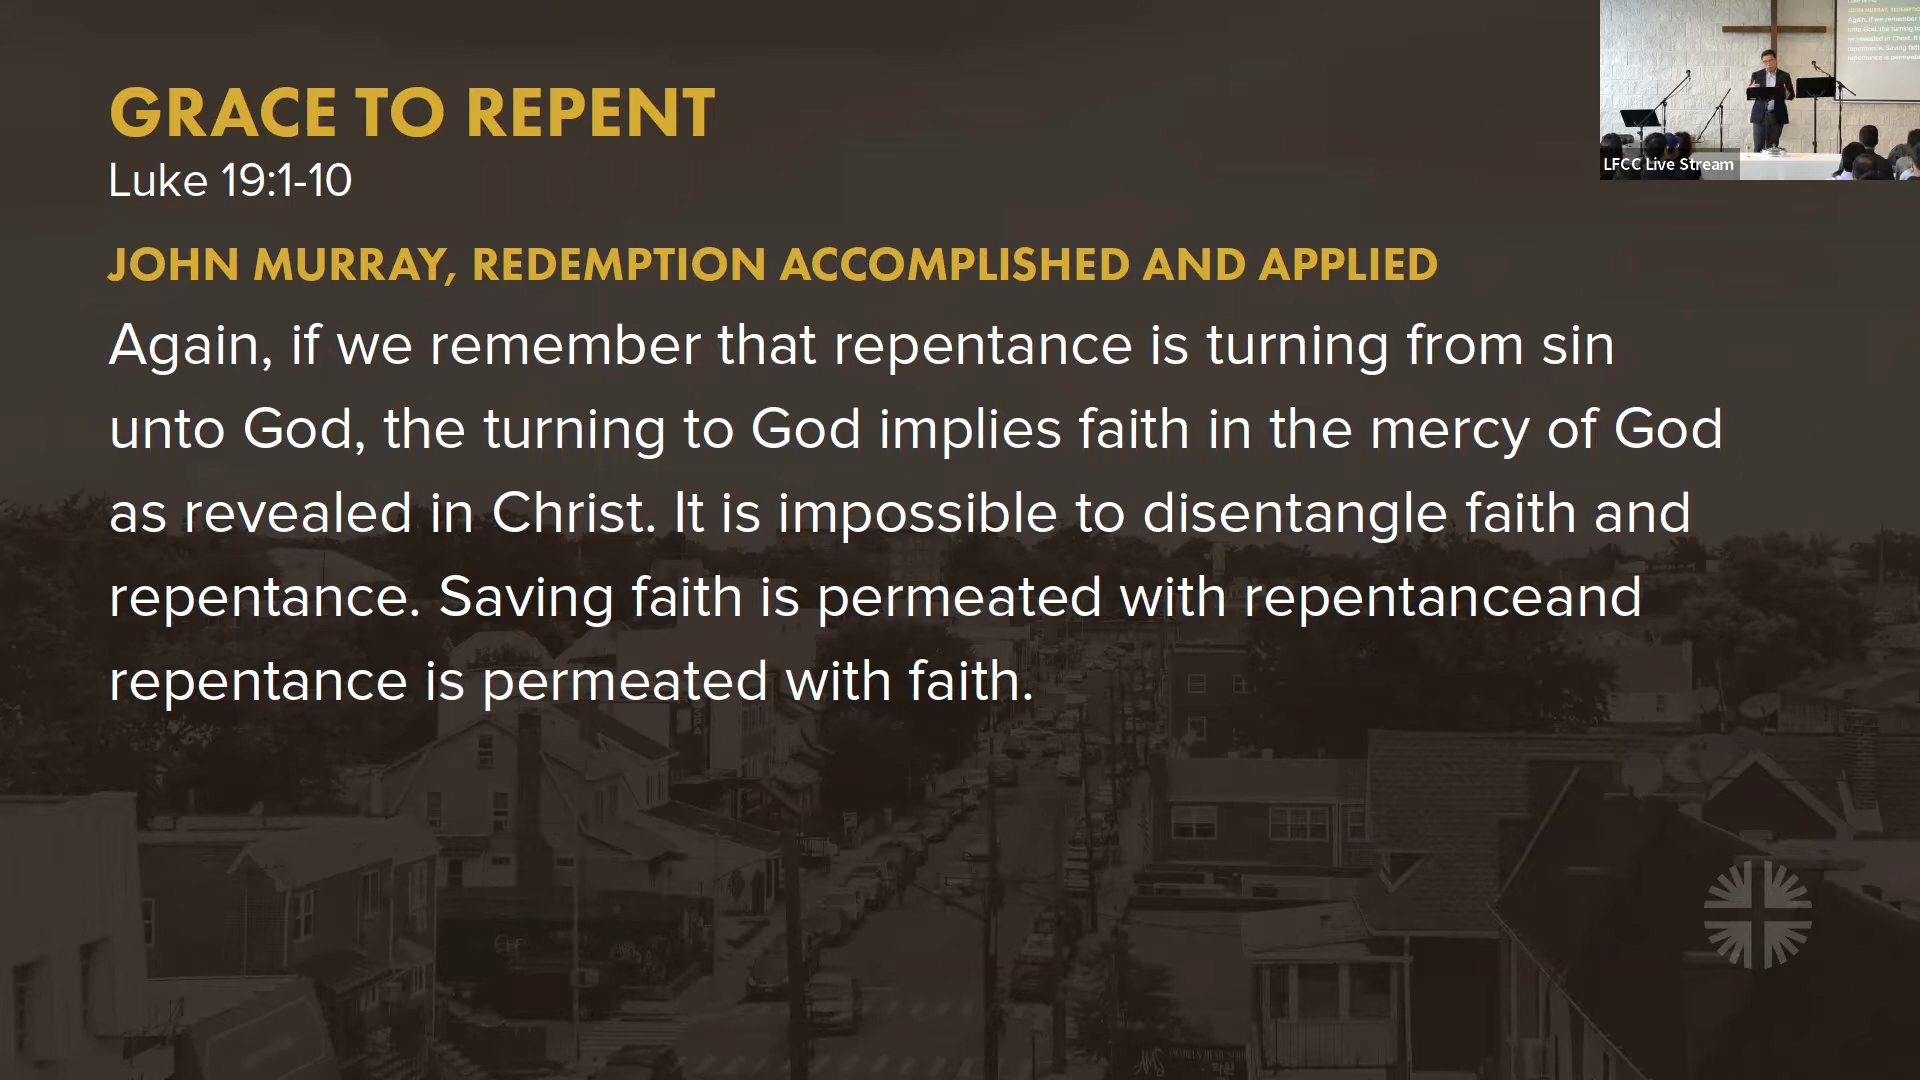 GRACE TO REPENT
Luke 19:1-10
JOHN MURRAY, REDEMPTION ACCOMPLISHED AND APPLIED
Again, if we remember that repentance is turning from sin
unto God, the turning to God implies faith in the mercy of God
as revealed in Christ. It is impossible to disentangle faith and
repentance. Saving faith is permeated with repentanceand
repentance is permeated with faith.
LFCC Live Stream